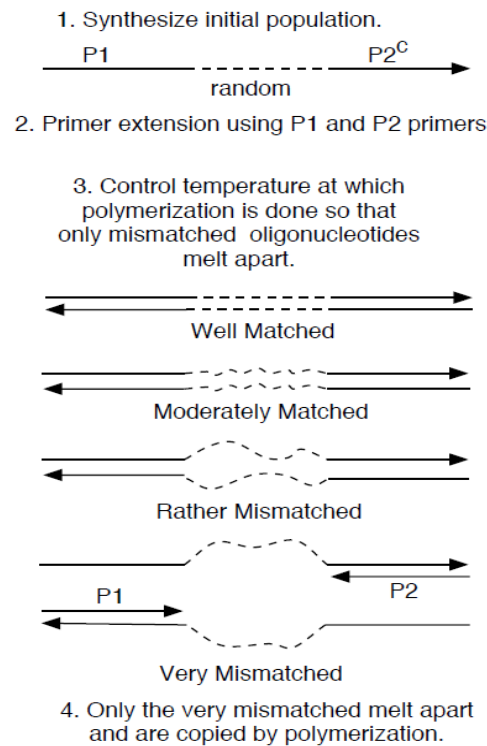 1. Synthesize initial population.
P1 P2ᶜ
random
2. Primer extension using P1 and P2 primers
3. Control temperature at which
polymerization is done so that
only mismatched oligonucleotides
melt apart.
Well Matched
Moderately Matched
Rather Mismatched
P1 P2
Very Mismatched
4. Only the very mismatched melt apart
and are copied by polymerization.